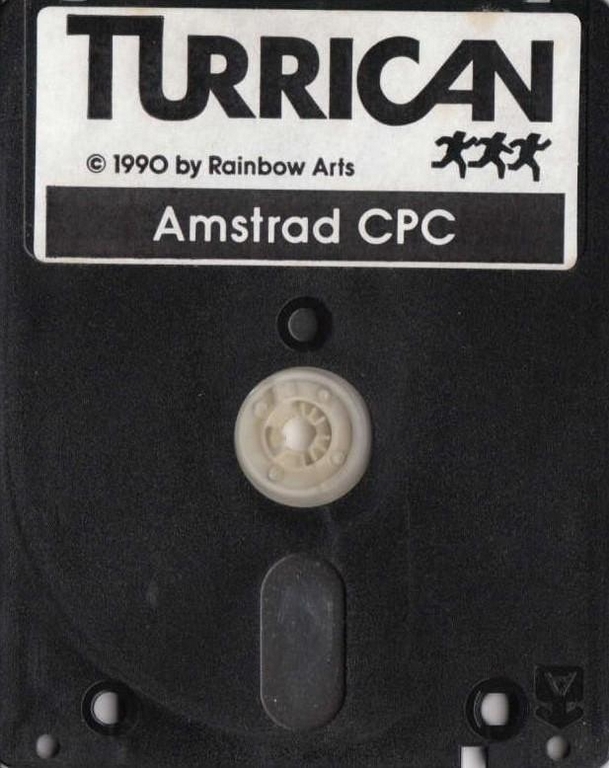 TURRICAN
© 1990 by Rainbow Arts
Amstrad CPC
A